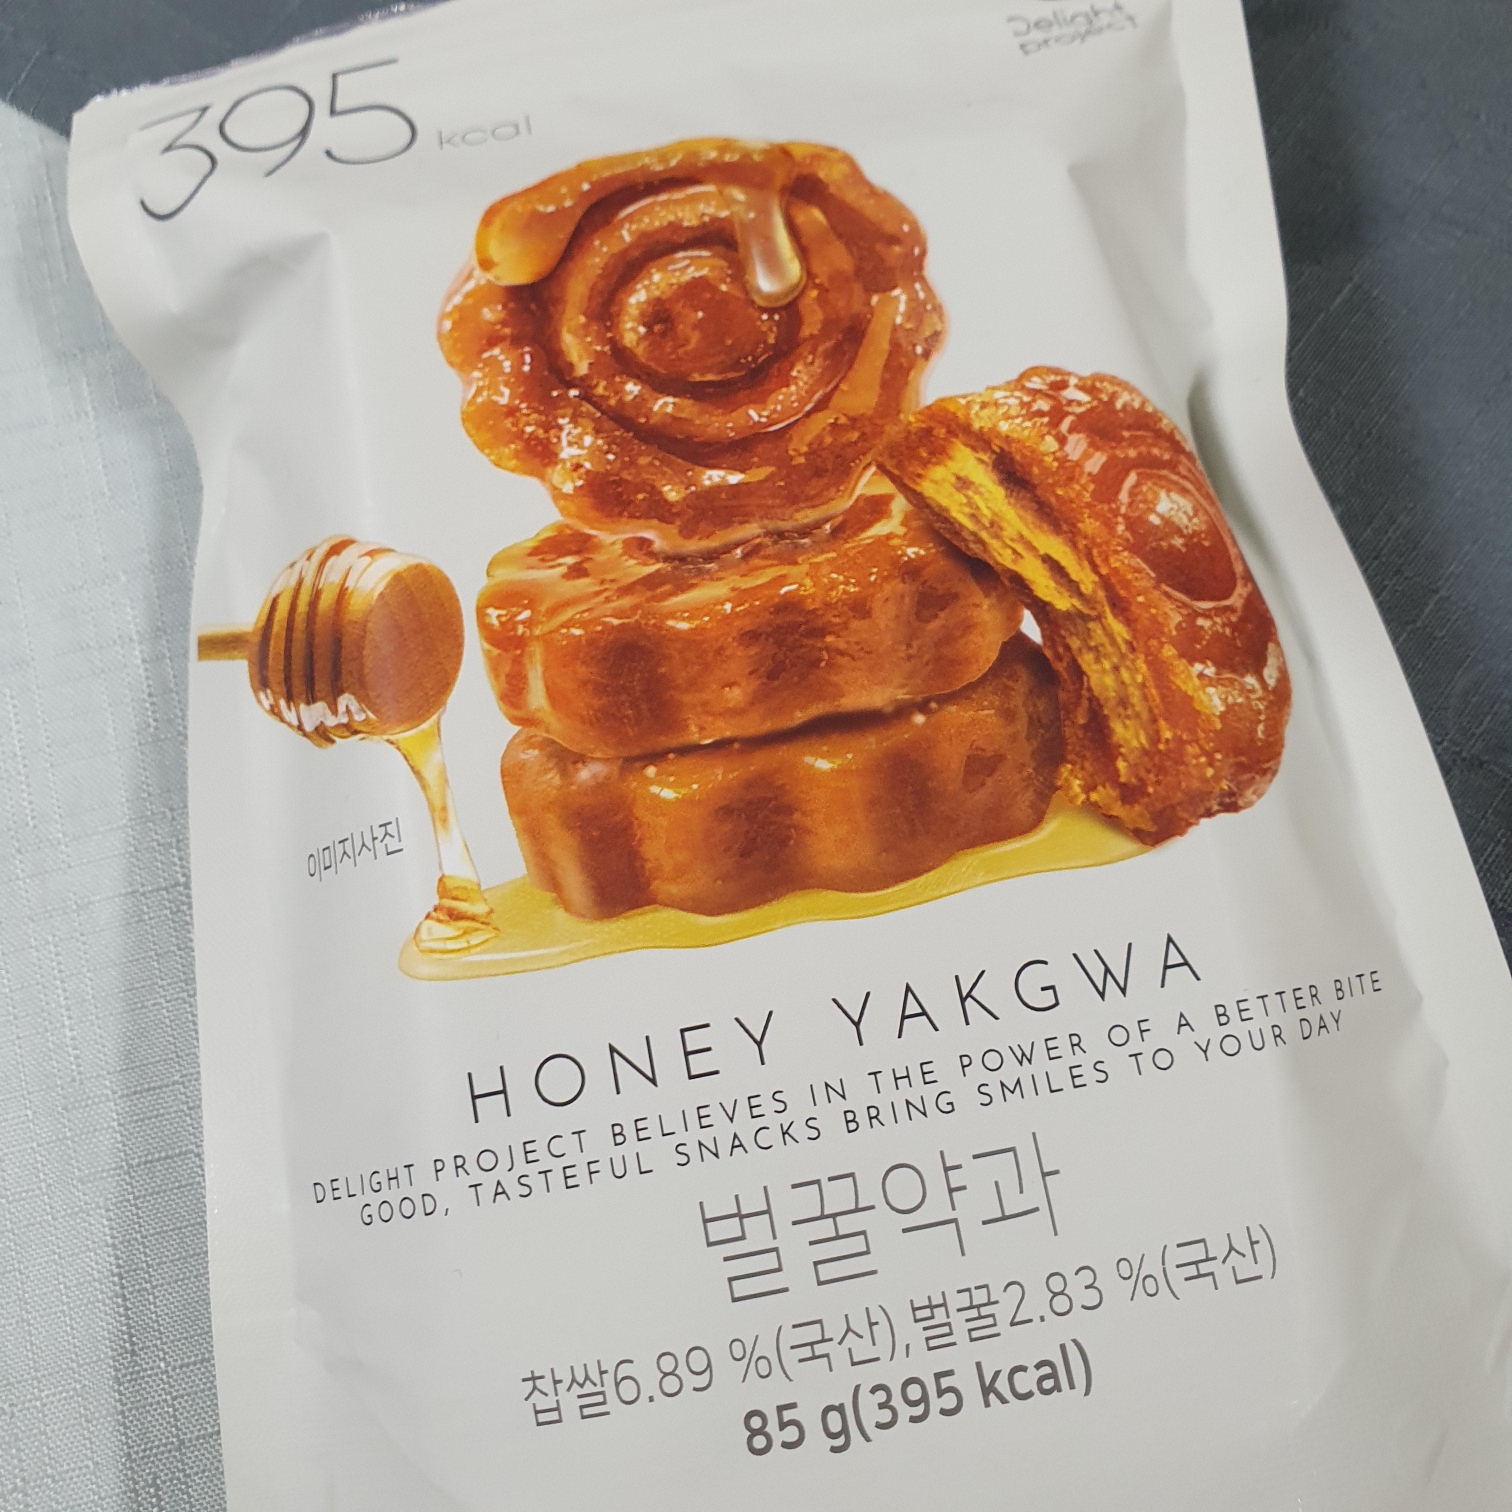 Delight
project
395 kcal
이미지사진
HONEY YAKGWA
DELIGHT PROJECT BELIEVES IN THE POWER OF A BETTER BITE
GOOD, TASTEFUL SNACKS BRING SMILES TO YOUR DAY
벌꿀약과
찹쌀6.89 %(국산),벌꿀2.83 %(국산)
85 g(395 kcal)